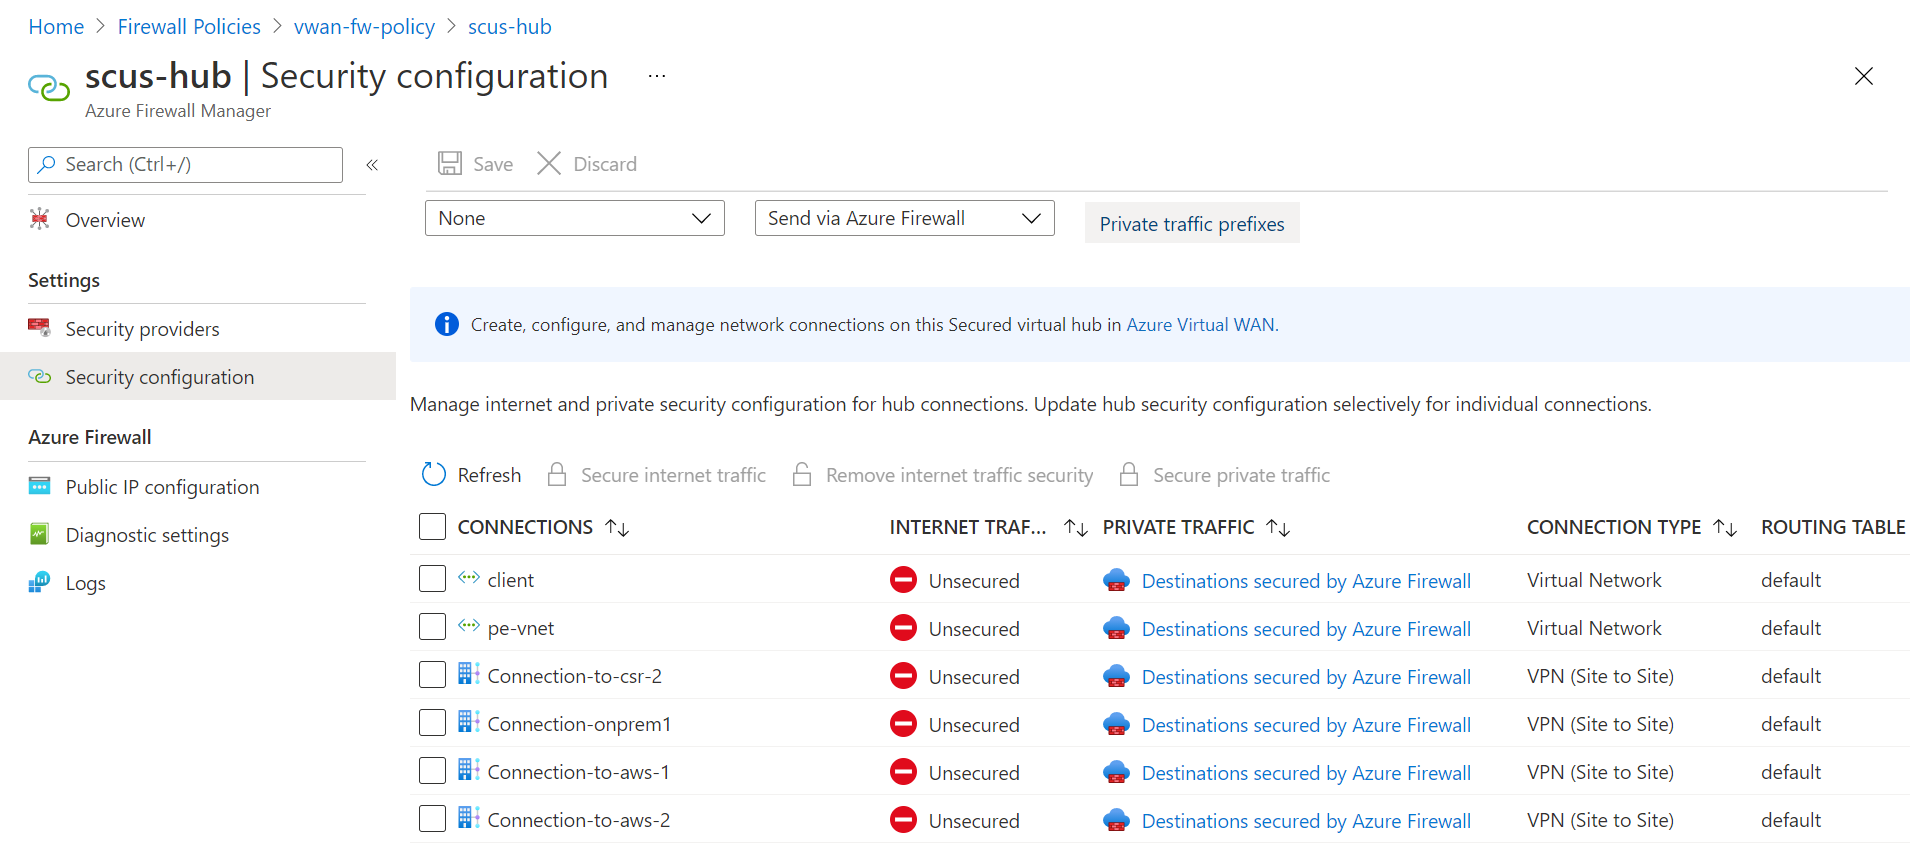 Home > Firewall Policies > vwan-fw-policy > scus-hub
scus-hub | Security configuration ...
Azure Firewall Manager
Search (Ctrl+/)
«
Overview
Settings
Security providers
Security configuration
Azure Firewall
Public IP configuration
Diagnostic settings
Logs
Save Discard
None Send via Azure Firewall Private traffic prefixes
Create, configure, and manage network connections on this Secured virtual hub in Azure Virtual WAN.
Manage internet and private security configuration for hub connections. Update hub security configuration selectively for individual connections.
Refresh Secure internet traffic Remove internet traffic security Secure private traffic
CONNECTIONS ↑↓ INTERNET TRAF... ↑↓ PRIVATE TRAFFIC ↑↓ CONNECTION TYPE ↑↓ ROUTING TABLE
client Unsecured Destinations secured by Azure Firewall Virtual Network default
pe-vnet Unsecured Destinations secured by Azure Firewall Virtual Network default
Connection-to-csr-2 Unsecured Destinations secured by Azure Firewall VPN (Site to Site) default
Connection-onprem1 Unsecured Destinations secured by Azure Firewall VPN (Site to Site) default
Connection-to-aws-1 Unsecured Destinations secured by Azure Firewall VPN (Site to Site) default
Connection-to-aws-2 Unsecured Destinations secured by Azure Firewall VPN (Site to Site) default